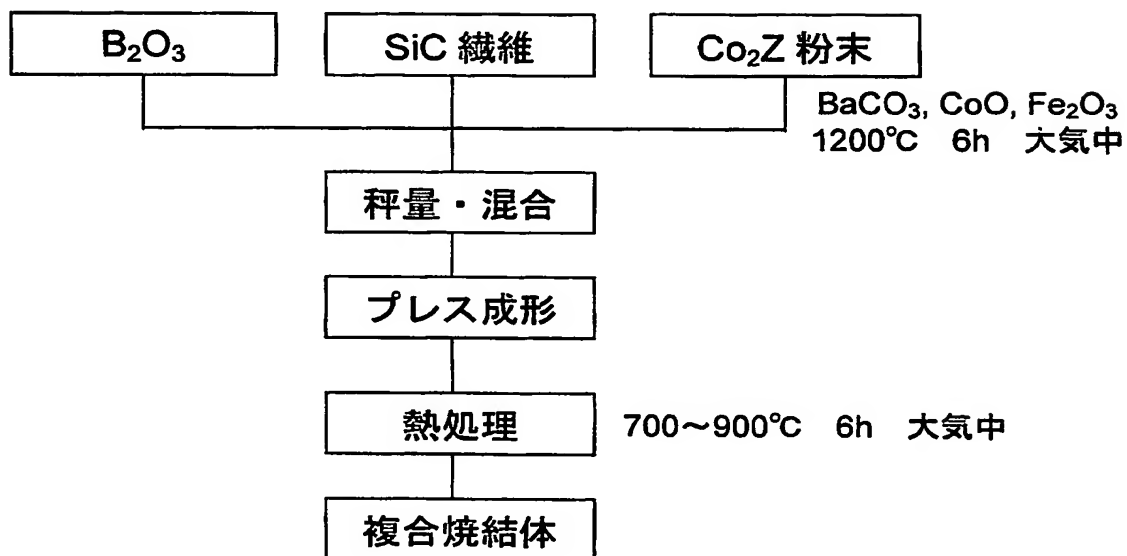 B₂O₃
SiC 繊維
Co₂Z 粉末
BaCO₃, CoO, Fe₂O₃
1200℃ 6h 大気中
秤量・混合
プレス成形
熱処理
700～900℃ 6h 大気中
複合焼結体